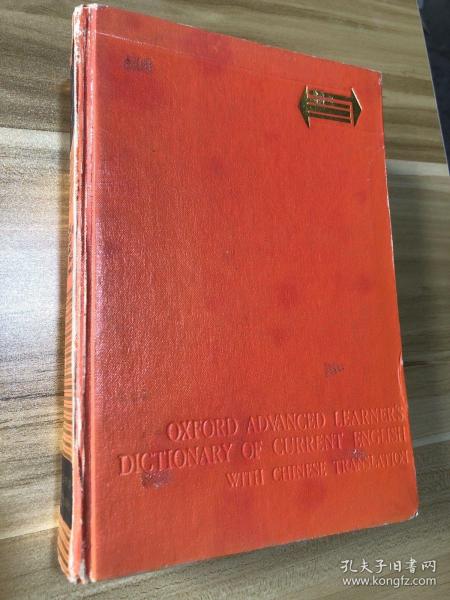 OXFORD ADVANCED LEARNER'S
DICTIONARY OF CURRENT ENGLISH
WITH CHINESE TRANSLATION
孔夫子旧书网
www.kongfz.com